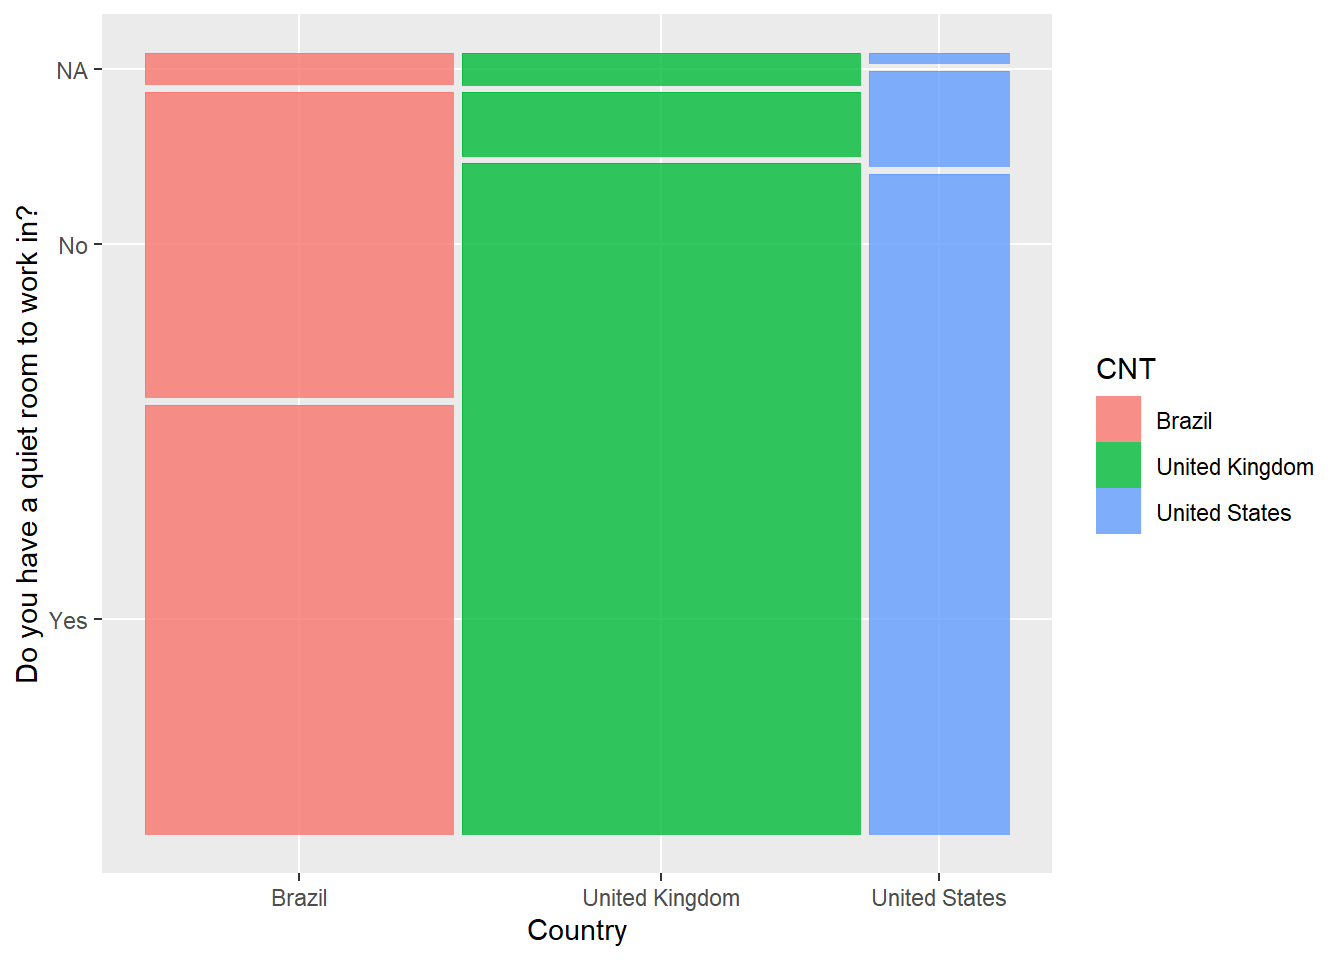 NA
No
Yes
Do you have a quiet room to work in?
Brazil
United Kingdom
United States
Country
CNT
Brazil
United Kingdom
United States